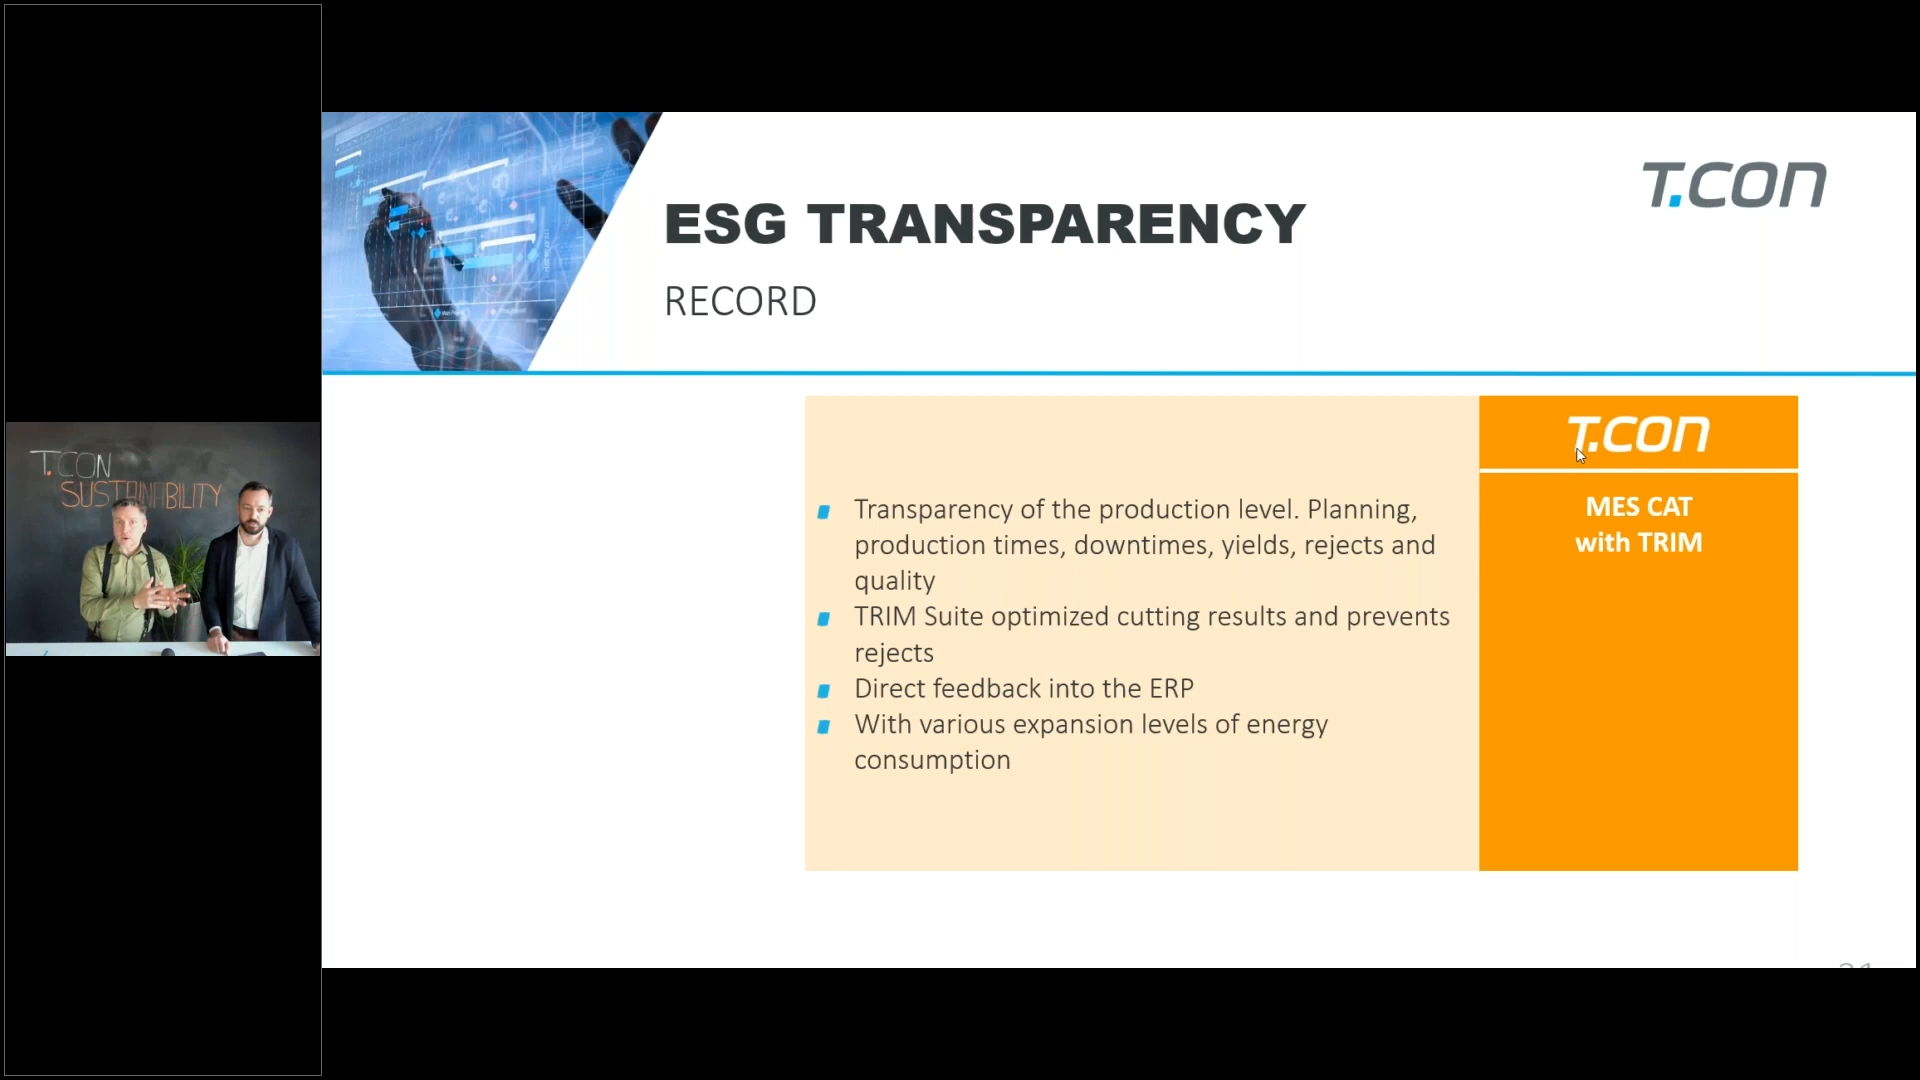 T.CON
SUSTAINABILITY
T.CON
ESG TRANSPARENCY
RECORD
T.CON
MES CAT
with TRIM
Transparency of the production level. Planning,
production times, downtimes, yields, rejects and
quality
TRIM Suite optimized cutting results and prevents
rejects
Direct feedback into the ERP
With various expansion levels of energy
consumption